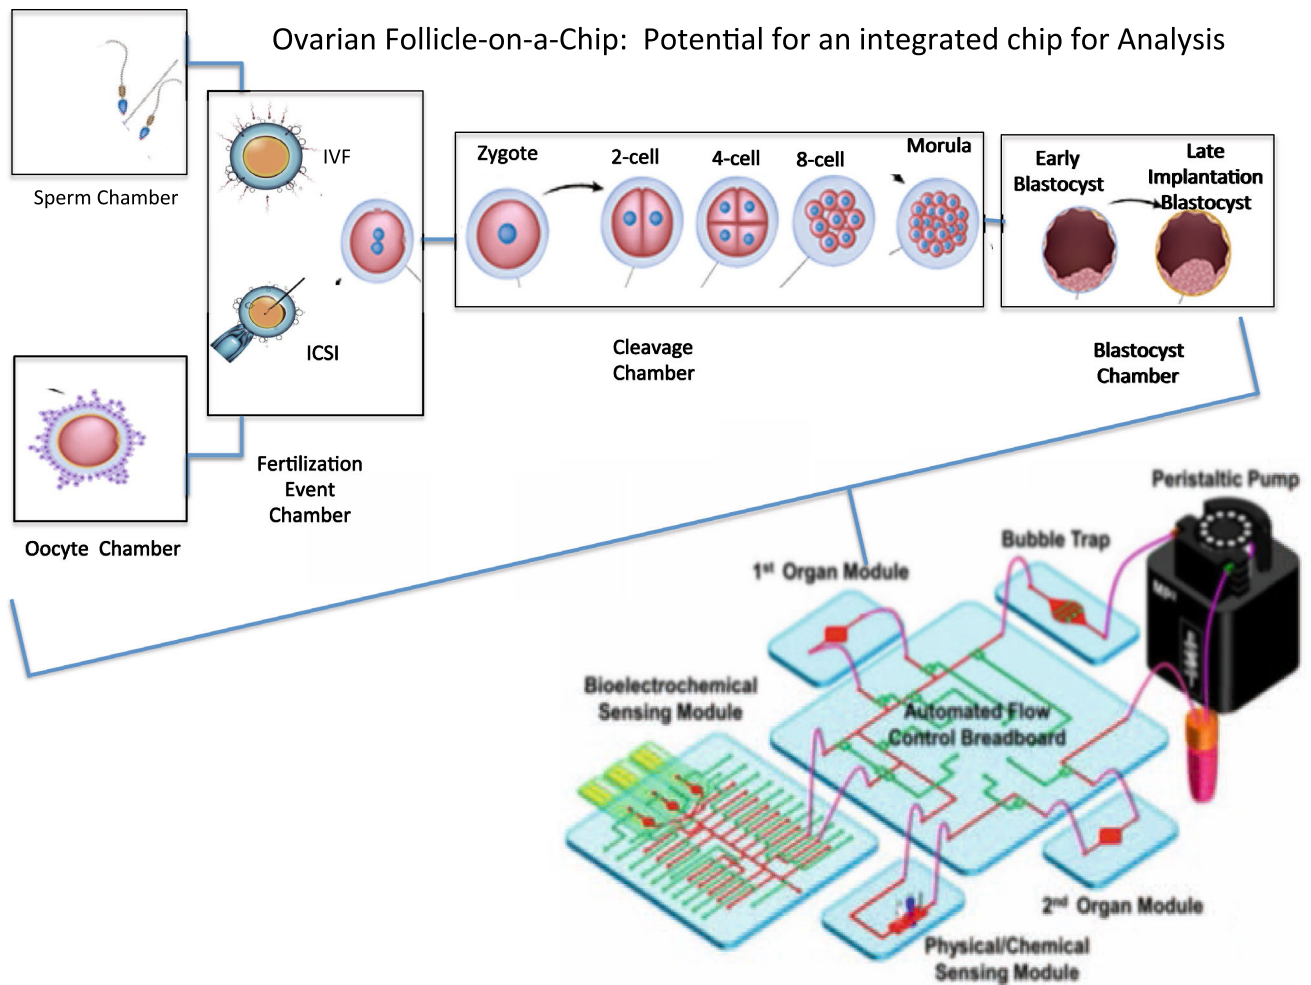 Ovarian Follicle-on-a-Chip: Potential for an integrated chip for Analysis
Sperm Chamber
IVF
ICSI
Oocyte Chamber
Fertilization
Event
Chamber
Zygote
2-cell
4-cell
8-cell
Morula
Cleavage
Chamber
Early
Blastocyst
Late
Implantation
Blastocyst
Blastocyst
Chamber
Peristaltic Pump
Bubble Trap
1st Organ Module
Bioelectrochemical
Sensing Module
Automated Flow
Control Breadboard
2nd Organ Module
Physical/Chemical
Sensing Module